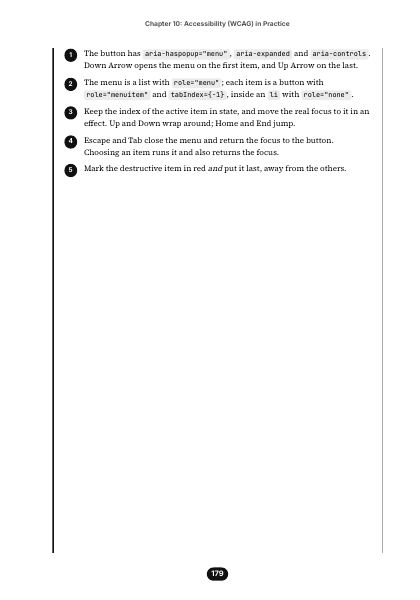 Chapter 10: Accessibility (WCAG) in Practice
1 The button has aria-haspopup="menu", aria-expanded and aria-controls.
Down Arrow opens the menu on the first item, and Up Arrow on the last.
2 The menu is a list with role="menu"; each item is a button with
role="menuitem" and tabIndex={-1}, inside an li with role="none".
3 Keep the index of the active item in state, and move the real focus to it in an
effect. Up and Down wrap around; Home and End jump.
4 Escape and Tab close the menu and return the focus to the button.
Choosing an item runs it and also returns the focus.
5 Mark the destructive item in red and put it last, away from the others.
179